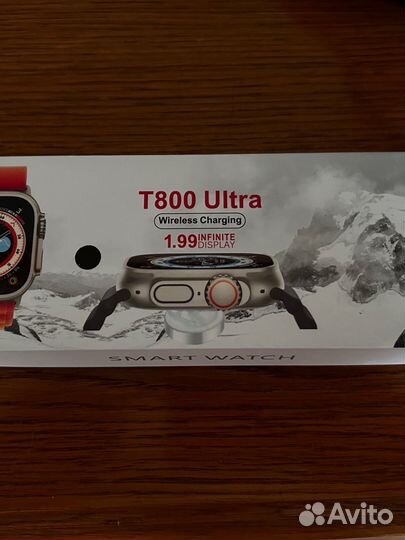 T800 Ultra
Wireless Charging
1.99 INFINITE
DISPLAY
SMART WATCH
Avito